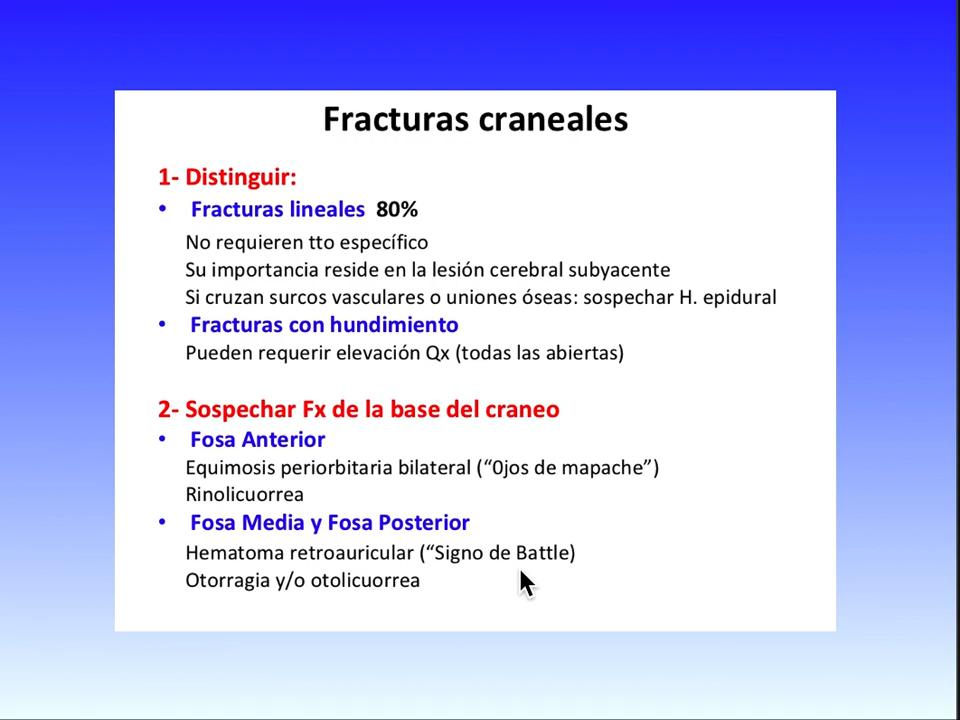 Fracturas craneales
1- Distinguir:
• Fracturas lineales 80%
No requieren tto específico
Su importancia reside en la lesión cerebral subyacente
Si cruzan surcos vasculares o uniones óseas: sospechar H. epidural
• Fracturas con hundimiento
Pueden requerir elevación Qx (todas las abiertas)
2- Sospechar Fx de la base del craneo
• Fosa Anterior
Equimosis periorbitaria bilateral (“0jos de mapache”)
Rinolicuorrea
• Fosa Media y Fosa Posterior
Hematoma retroauricular (“Signo de Battle)
Otorragia y/o otolicuorrea